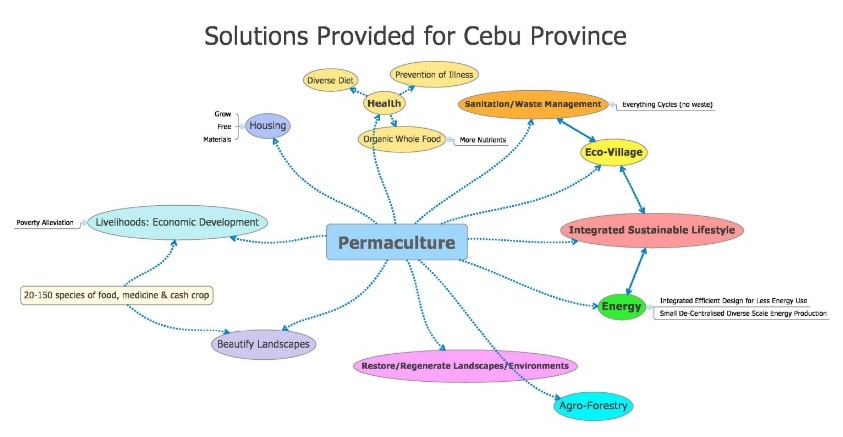 Solutions Provided for Cebu Province
Diverse Diet
Prevention of Illness
Health
Sanitation/Waste Management
Everything Cycles (no waste)
Grow
Free
Materials
Housing
Organic Whole Food
More Nutrients
Eco-Village
Poverty Alleviation
Livelihoods: Economic Development
Permaculture
Integrated Sustainable Lifestyle
20-150 species of food, medicine & cash crop
Energy
Integrated Efficient Design for Less Energy Use
Small De-Centralised Diverse Scale Energy Production
Beautify Landscapes
Restore/Regenerate Landscapes/Environments
Agro-Forestry